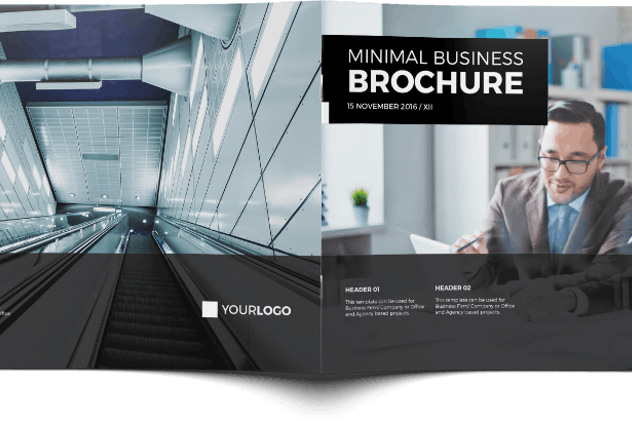 MINIMAL BUSINESS
BROCHURE
15 NOVEMBER 2016 / XII
HEADER 01
This template can be used for
Business Firm/ Company or Office
and Agency based projects.
HEADER 02
This template can be used for
Business Firm/ Company or Office
and Agency based projects.
YOURLOGO